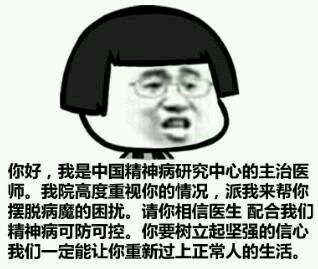 你好，我是中国精神病研究中心的主治医
师。我院高度重视你的情况，派我来帮你
摆脱病魔的困扰。请你相信医生 配合我们
精神病可防可控。你要树立起坚强的信心
我们一定能让你重新过上正常人的生活。